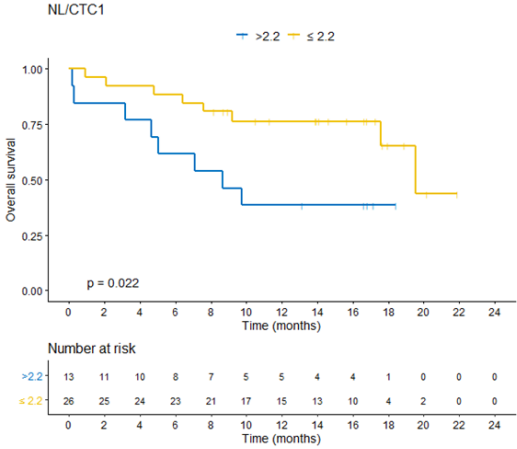 NL/CTC1
>2.2 ≤ 2.2
1.00
0.75
0.50
0.25
0.00
Overall survival
p = 0.022
0 2 4 6 8 10 12 14 16 18 20 22 24
Time (months)
Number at risk
>2.2 13 11 10 8 7 5 5 4 4 1 0 0 0
≤ 2.2 26 25 24 23 21 17 15 13 10 4 2 0 0
0 2 4 6 8 10 12 14 16 18 20 22 24
Time (months)